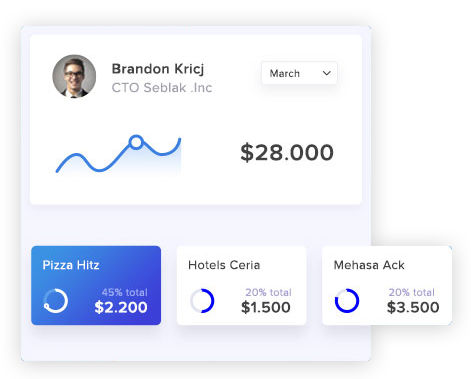 Brandon Kricj
CTO Seblak .Inc
March
$28.000
Pizza Hitz
45% total
$2.200
Hotels Ceria
20% total
$1.500
Mehasa Ack
20% total
$3.500